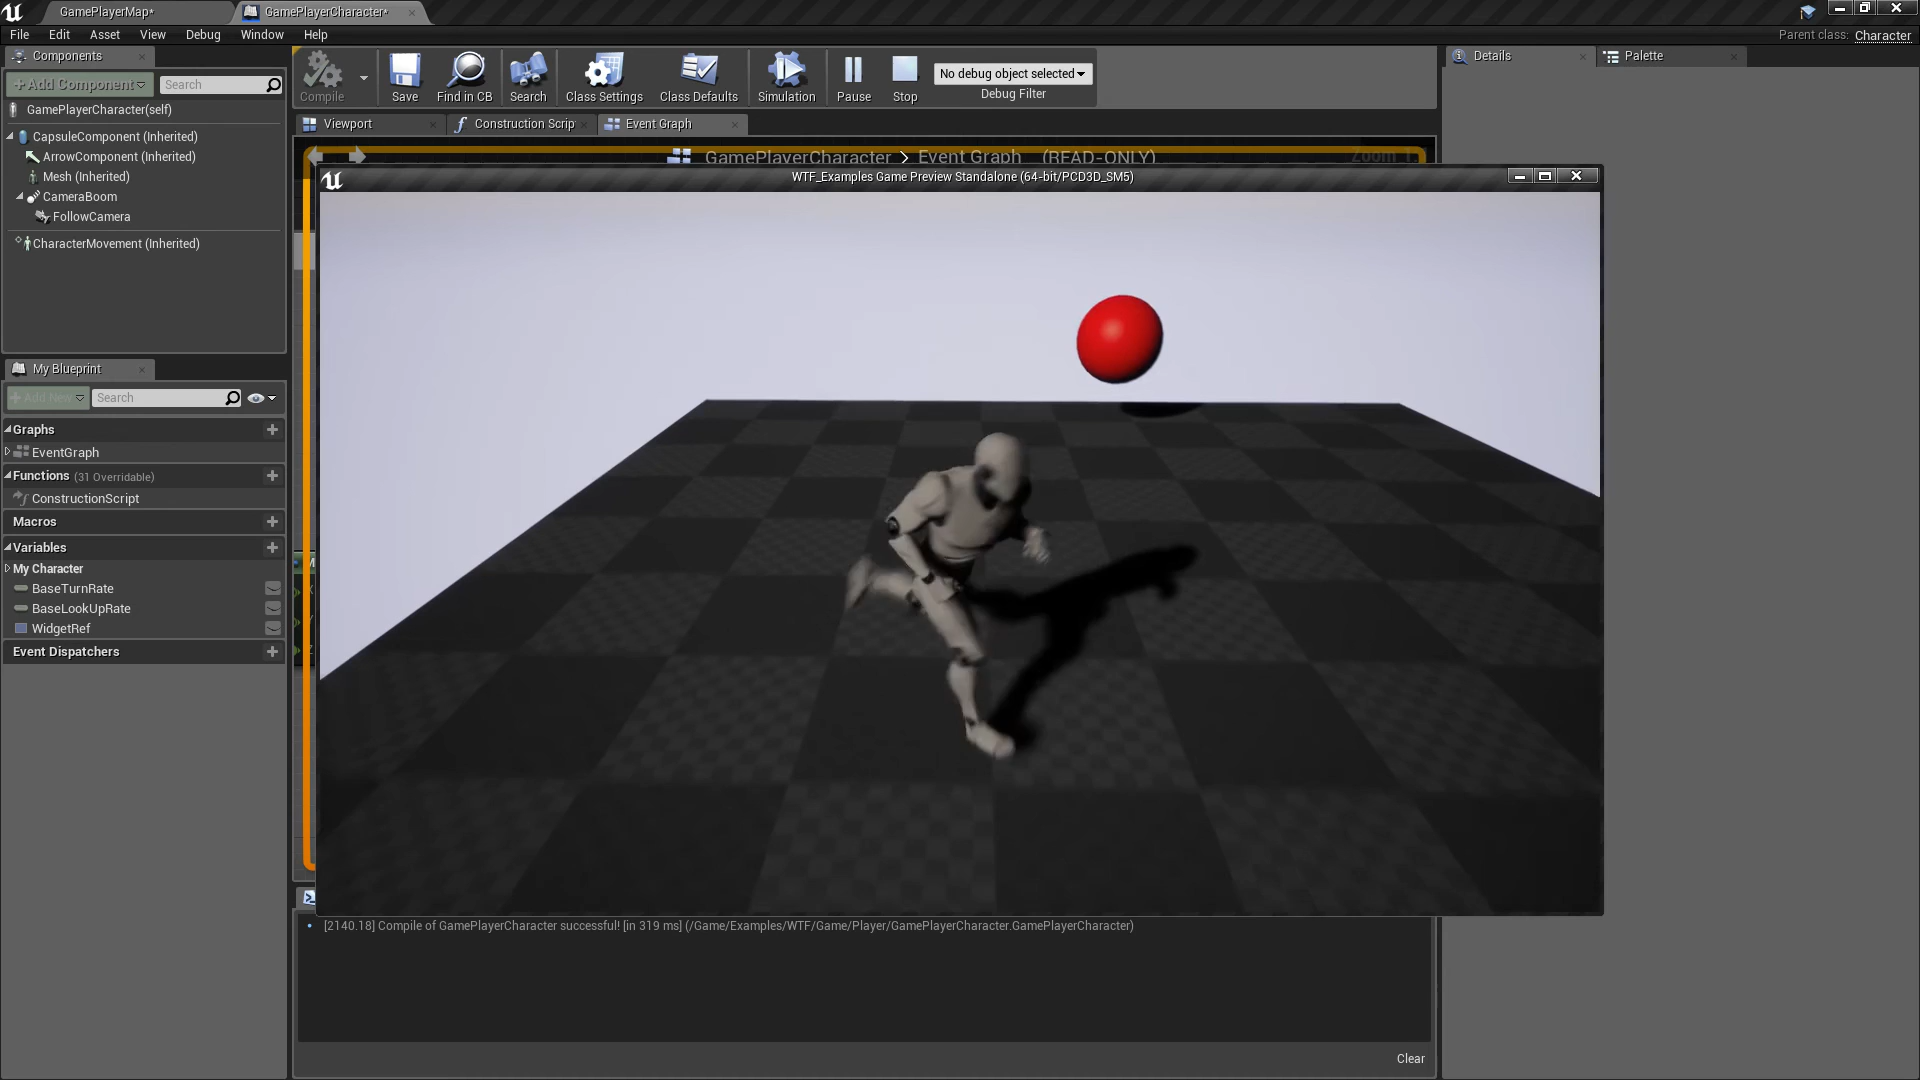 GamePlayerMap*
GamePlayerCharacter*
File Edit Asset View Debug Window Help
Parent class: Character
Components
+Add Component
Search
GamePlayerCharacter(self)
CapsuleComponent (Inherited)
ArrowComponent (Inherited)
Mesh (Inherited)
CameraBoom
FollowCamera
CharacterMovement (Inherited)
My Blueprint
+ Add New
Search
Graphs
EventGraph
Functions (31 Overridable)
ConstructionScript
Macros
Variables
My Character
BaseTurnRate
BaseLookUpRate
WidgetRef
Event Dispatchers
Compile
Save
Find in CB
Search
Class Settings
Class Defaults
Simulation
Pause
Stop
No debug object selected
Debug Filter
Viewport
Construction Scrip
Event Graph
GamePlayerCharacter > Event Graph (READ-ONLY)
Zoom
WTF_Examples Game Preview Standalone (64-bit/PCD3D_SM5)
[2140.18] Compile of GamePlayerCharacter successful! [in 319 ms] (/Game/Examples/WTF/Game/Player/GamePlayerCharacter.GamePlayerCharacter)
Clear
Details
Palette